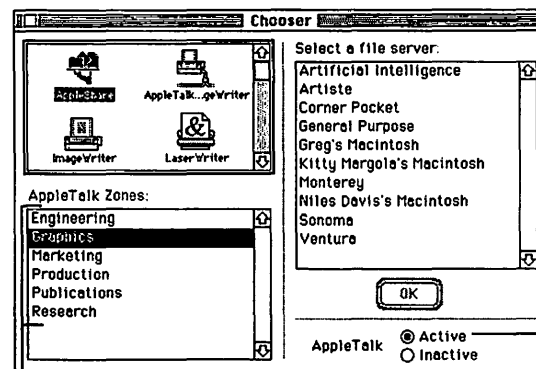 Chooser
AppleShare
AppleTalk...geWriter
ImageWriter
LaserWriter
AppleTalk Zones:
Engineering
Graphics
Marketing
Production
Publications
Research
Select a file server:
Artificial Intelligence
Artiste
Corner Pocket
General Purpose
Greg's Macintosh
Kitty Margola's Macintosh
Monterey
Niles Davis's Macintosh
Sonoma
Ventura
OK
AppleTalk
Active
Inactive